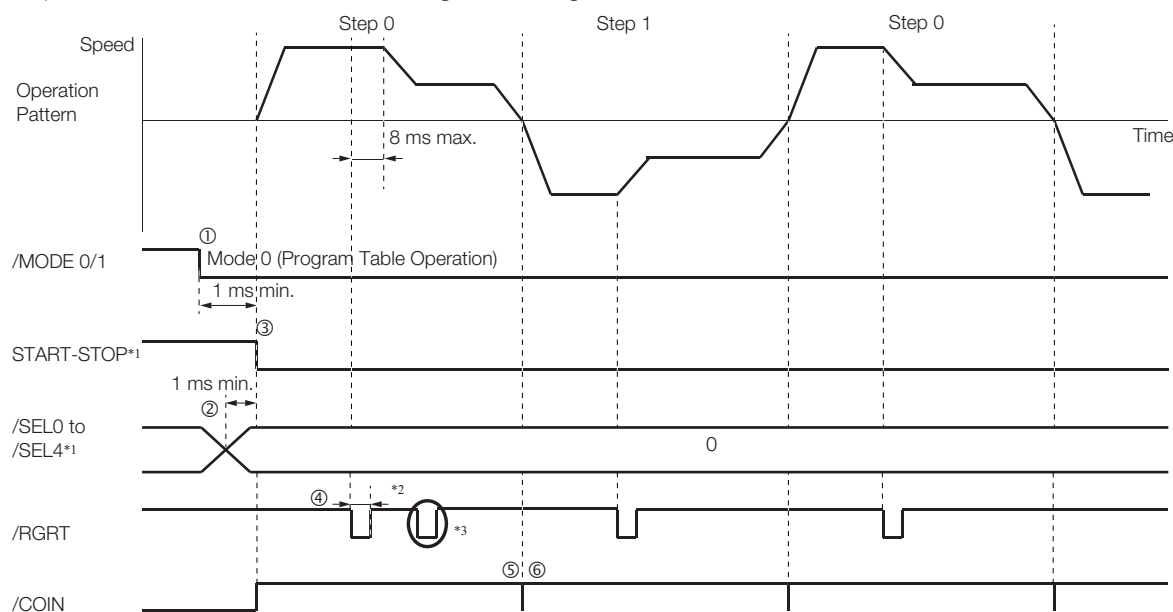 Step 0
Step 1
Step 0
Speed
Operation
Pattern
8 ms max.
Time
①
/MODE 0/1
Mode 0 (Program Table Operation)
1 ms min.
③
START-STOP*1
1 ms min.
②
/SEL0 to
/SEL4*1
0
④
*2
/RGRT
*3
⑤ ⑥
/COIN